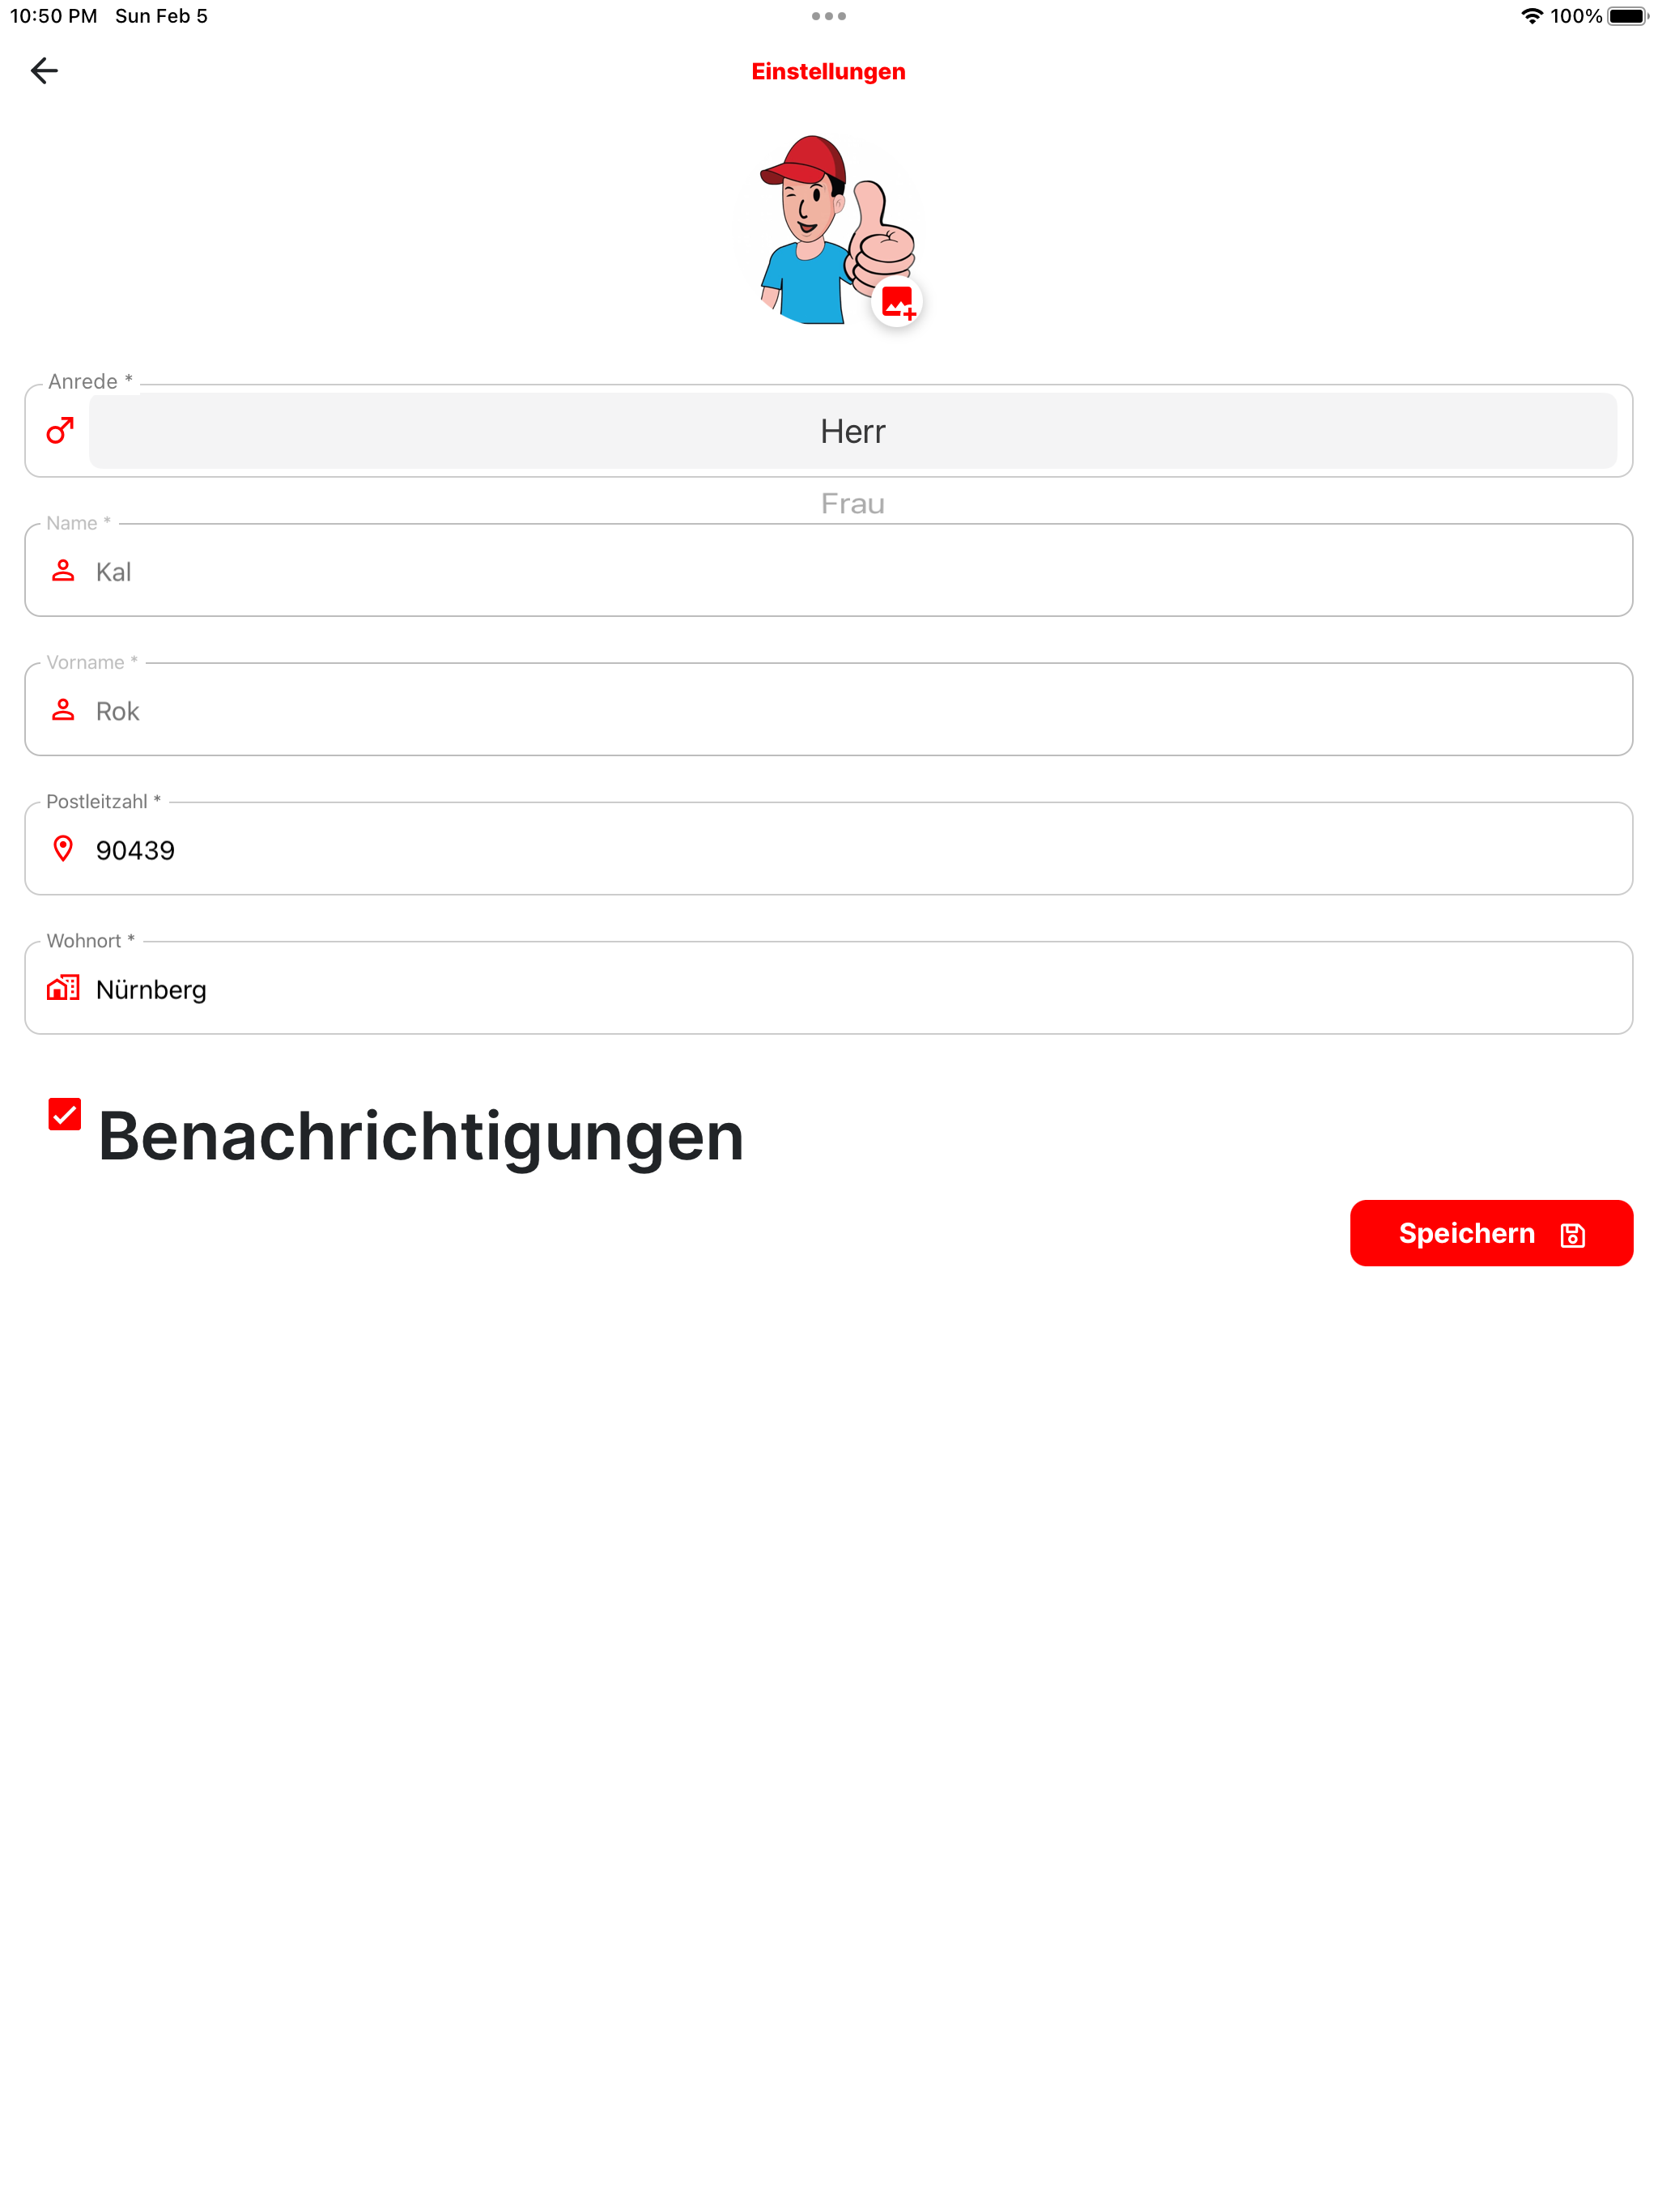 10:50 PM Sun Feb 5 100%
Einstellungen
Anrede *
Herr
Frau
Name *
Kal
Vorname *
Rok
Postleitzahl *
90439
Wohnort *
Nürnberg
Benachrichtigungen
Speichern